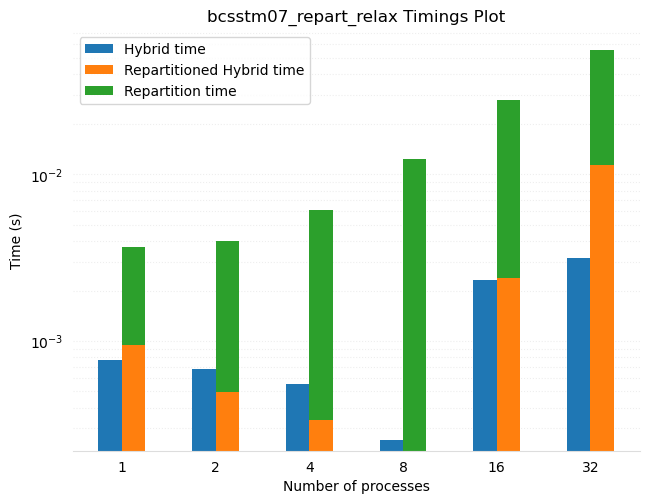 bcsstm07_repart_relax Timings Plot
Hybrid time
Repartitioned Hybrid time
Repartition time
10⁻²
10⁻³
Time (s)
1 2 4 8 16 32
Number of processes